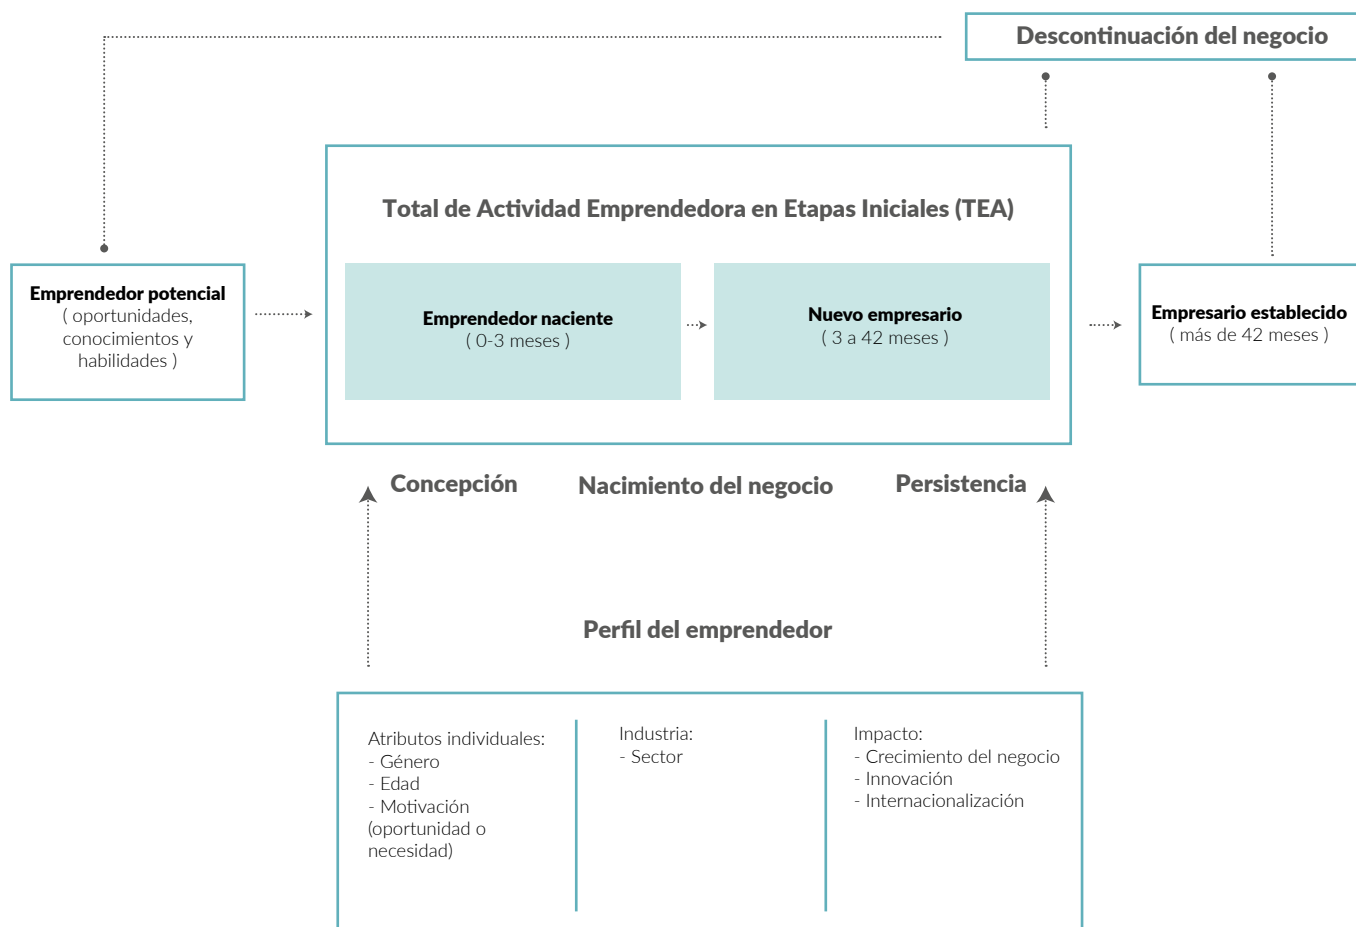 Descontinuación del negocio
Total de Actividad Emprendedora en Etapas Iniciales (TEA)
Emprendedor potencial
( oportunidades,
conocimientos y
habilidades )
Emprendedor naciente
( 0-3 meses )
Nuevo empresario
( 3 a 42 meses )
Empresario establecido
( más de 42 meses )
Concepción
Nacimiento del negocio
Persistencia
Perfil del emprendedor
Atributos individuales:
- Género
- Edad
- Motivación
(oportunidad o
necesidad)
Industria:
- Sector
Impacto:
- Crecimiento del negocio
- Innovación
- Internacionalización